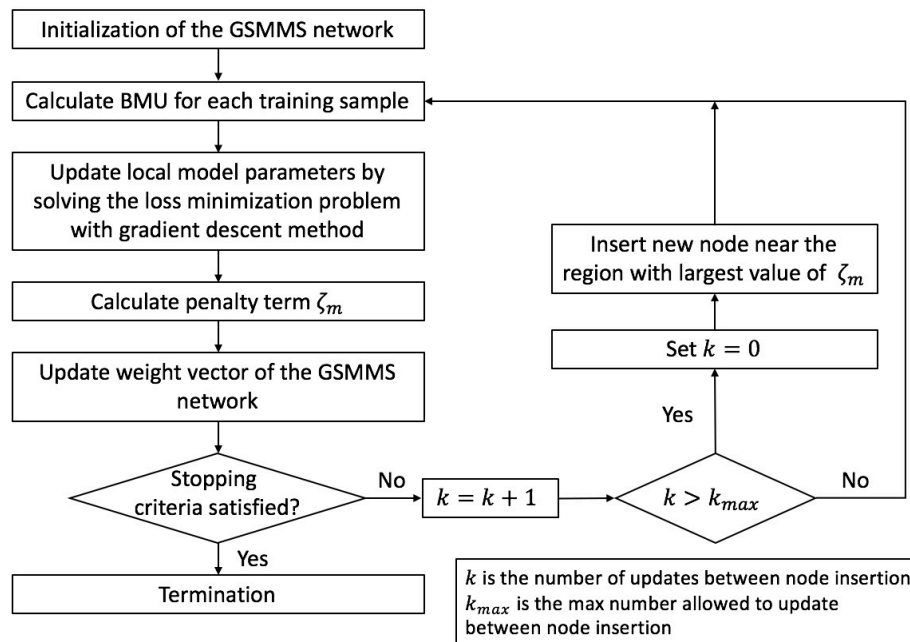 Initialization of the GSMMS network
Calculate BMU for each training sample
Update local model parameters by
solving the loss minimization problem
with gradient descent method
Calculate penalty term ζₘ
Update weight vector of the GSMMS
network
Stopping
criteria satisfied?
No
Yes
Termination
k = k + 1
k > kₘₐₓ
No
Yes
Set k = 0
Insert new node near the
region with largest value of ζₘ
k is the number of updates between node insertion
kₘₐₓ is the max number allowed to update
between node insertion